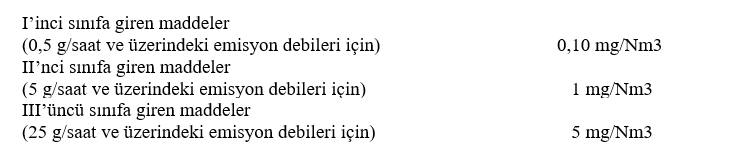 I’inci sınıfa giren maddeler
(0,5 g/saat ve üzerindeki emisyon debileri için) 0,10 mg/Nm3
II’nci sınıfa giren maddeler
(5 g/saat ve üzerindeki emisyon debileri için) 1 mg/Nm3
III’üncü sınıfa giren maddeler
(25 g/saat ve üzerindeki emisyon debileri için) 5 mg/Nm3